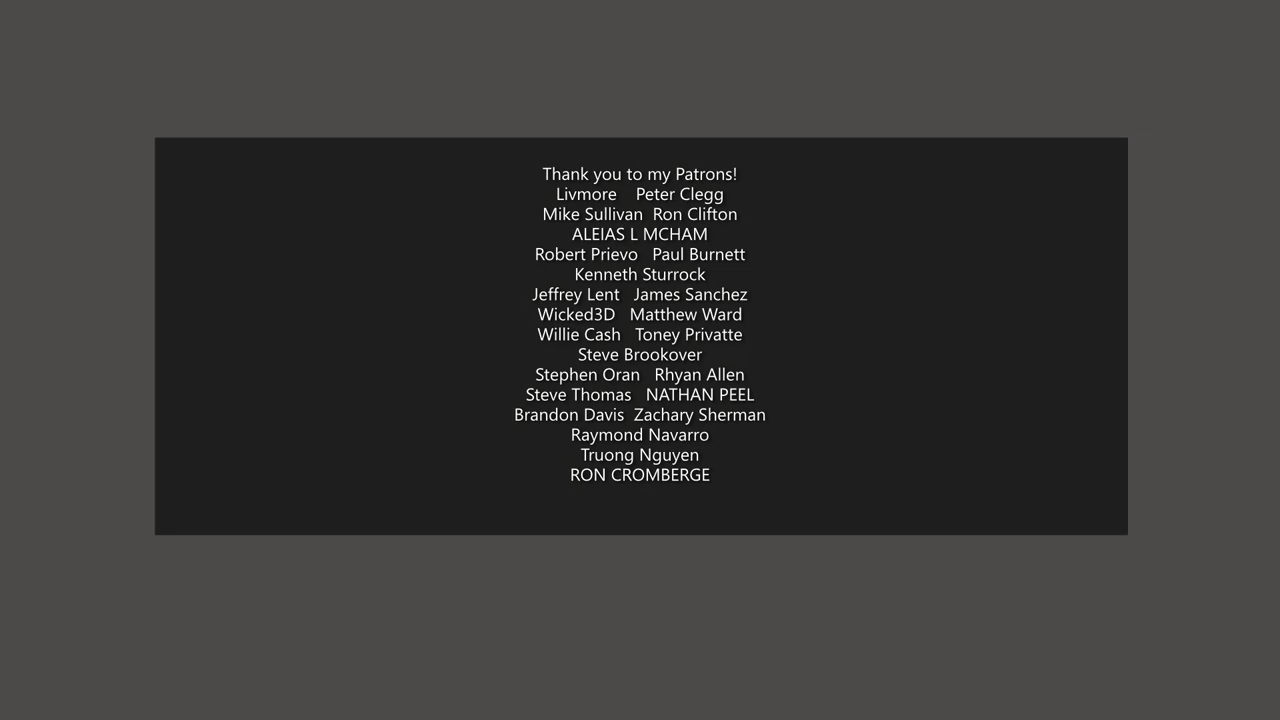 Thank you to my Patrons!
Livmore Peter Clegg
Mike Sullivan Ron Clifton
ALEIAS L MCHAM
Robert Prievo Paul Burnett
Kenneth Sturrock
Jeffrey Lent James Sanchez
Wicked3D Matthew Ward
Willie Cash Toney Privatte
Steve Brookover
Stephen Oran Rhyan Allen
Steve Thomas NATHAN PEEL
Brandon Davis Zachary Sherman
Raymond Navarro
Truong Nguyen
RON CROMBERGE